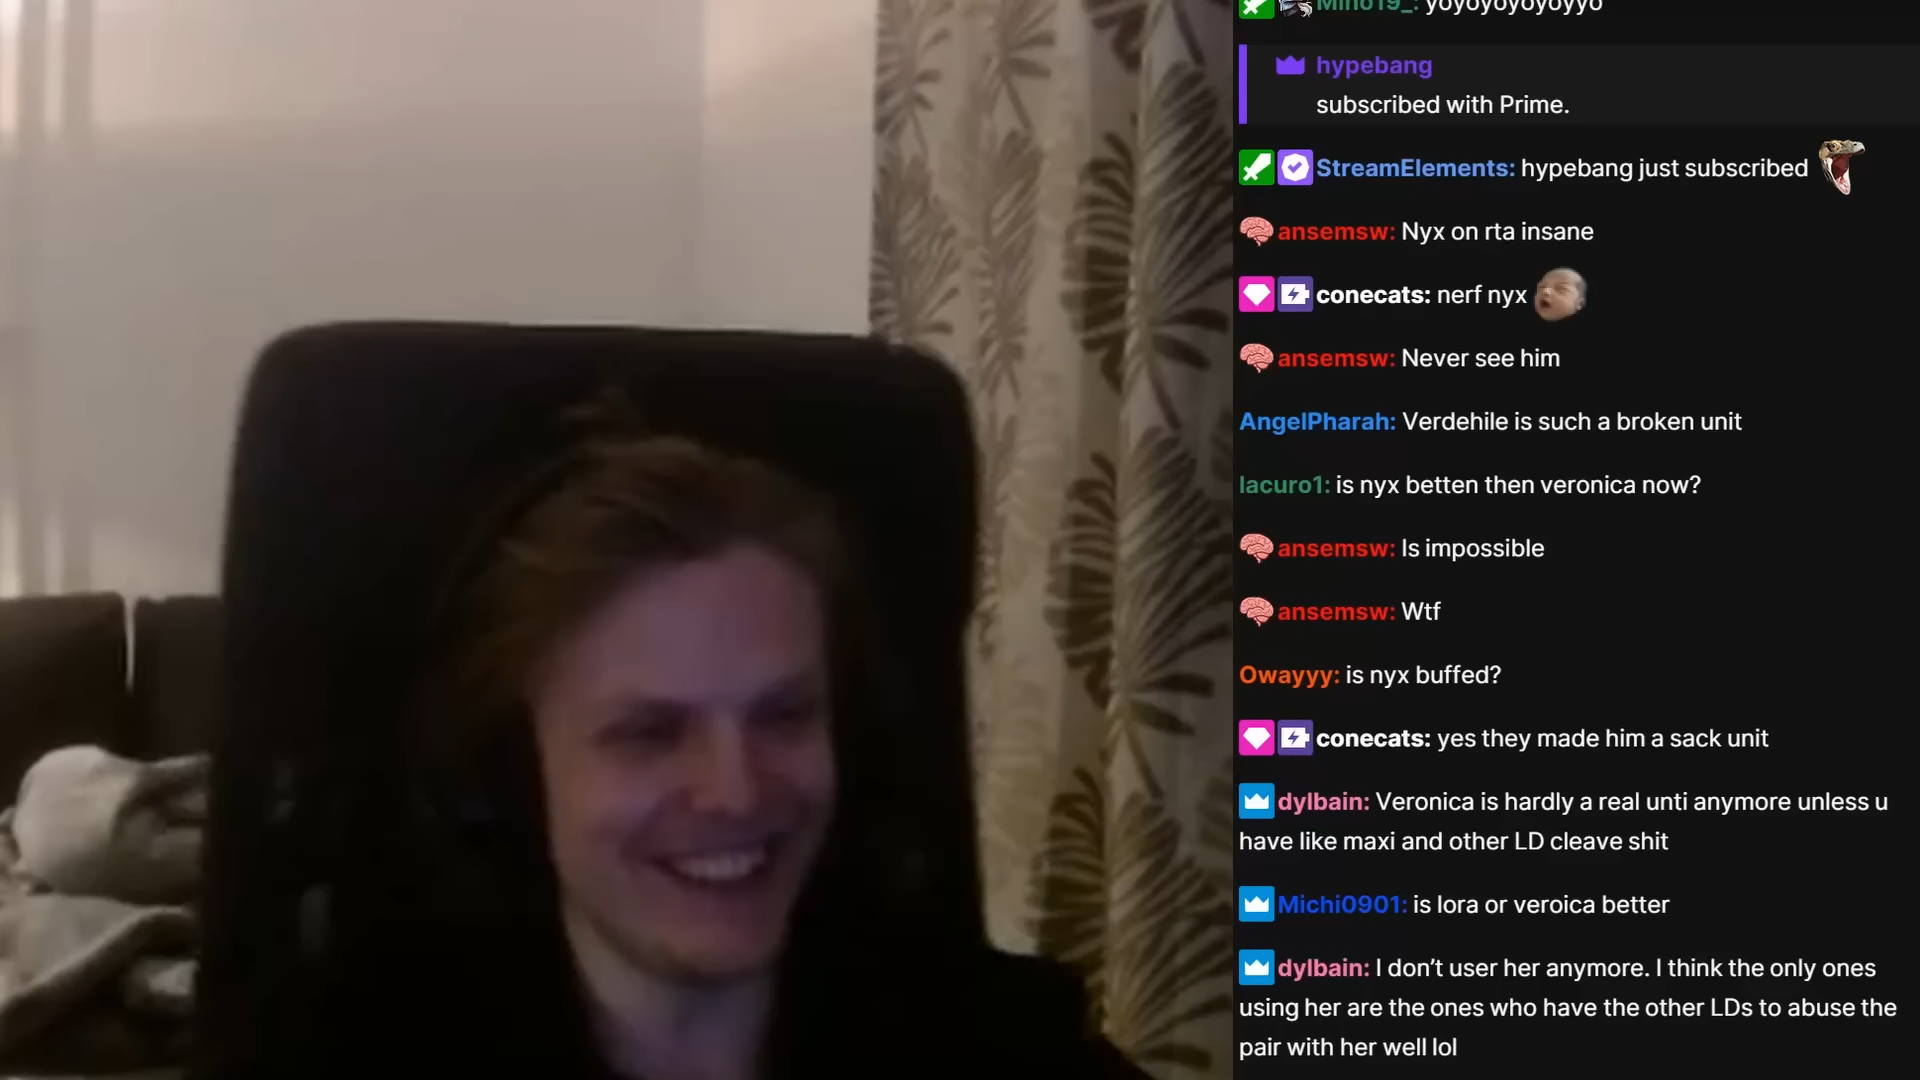 Mino19_: yoyoyoyoyoyyo
hypebang
subscribed with Prime.
StreamElements: hypebang just subscribed
ansemsw: Nyx on rta insane
conecats: nerf nyx
ansemsw: Never see him
AngelPharah: Verdehile is such a broken unit
lacuro1: is nyx betten then veronica now?
ansemsw: Is impossible
ansemsw: Wtf
Owayyy: is nyx buffed?
conecats: yes they made him a sack unit
dylbain: Veronica is hardly a real unti anymore unless u
have like maxi and other LD cleave shit
Michi0901: is lora or veroica better
dylbain: I don’t user her anymore. I think the only ones
using her are the ones who have the other LDs to abuse the
pair with her well lol